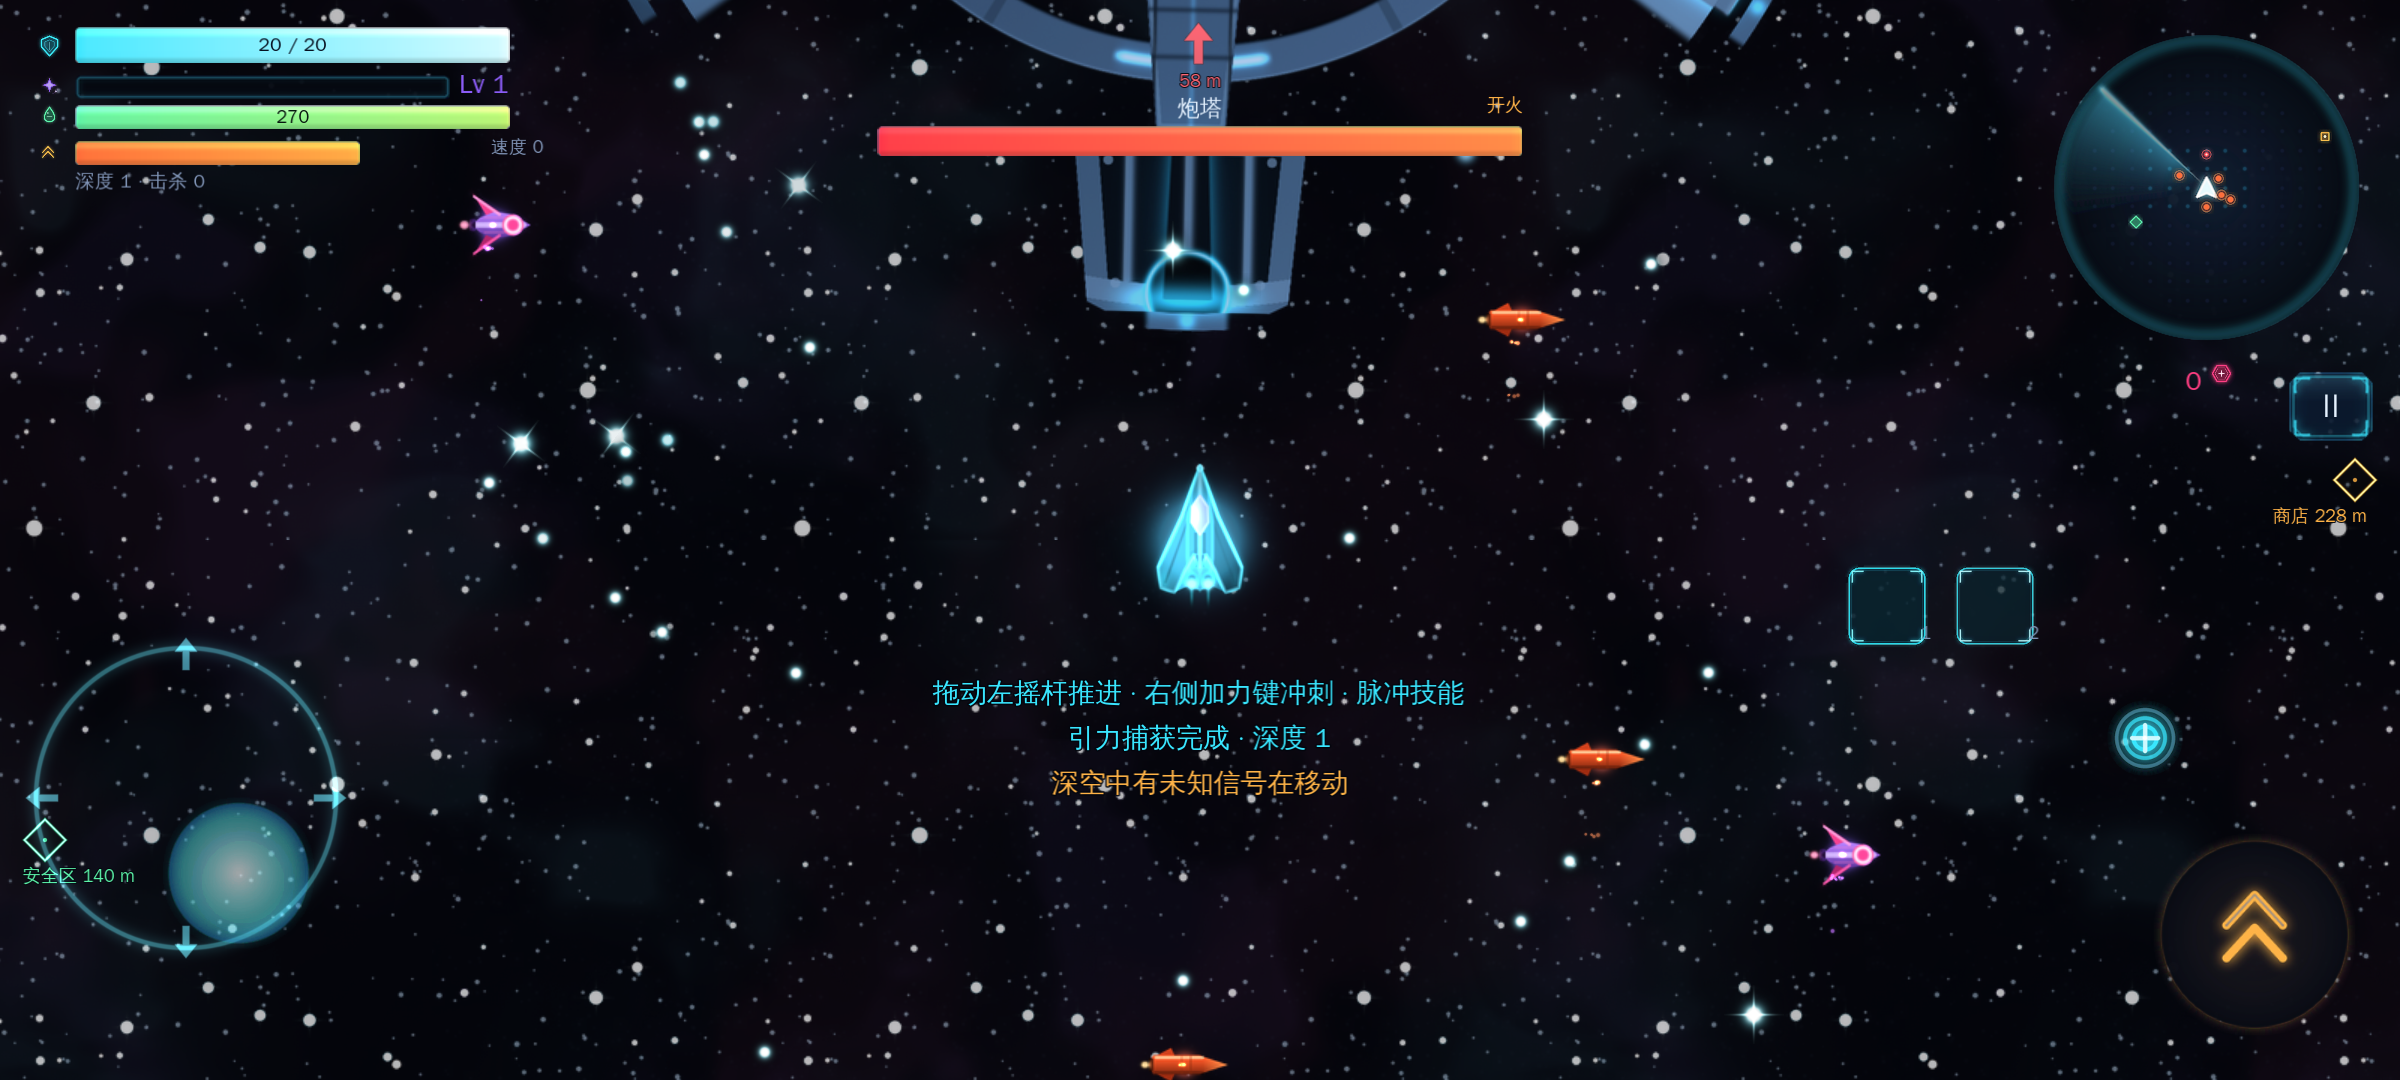 20 / 20
Lv 1
270
速度 0
深度 1 · 击杀 0
58 m
炮塔
开火
0
商店 228 m
1
2
拖动左摇杆推进 · 右侧加力键冲刺 · 脉冲技能
引力捕获完成 · 深度 1
深空中有未知信号在移动
安全区 140 m